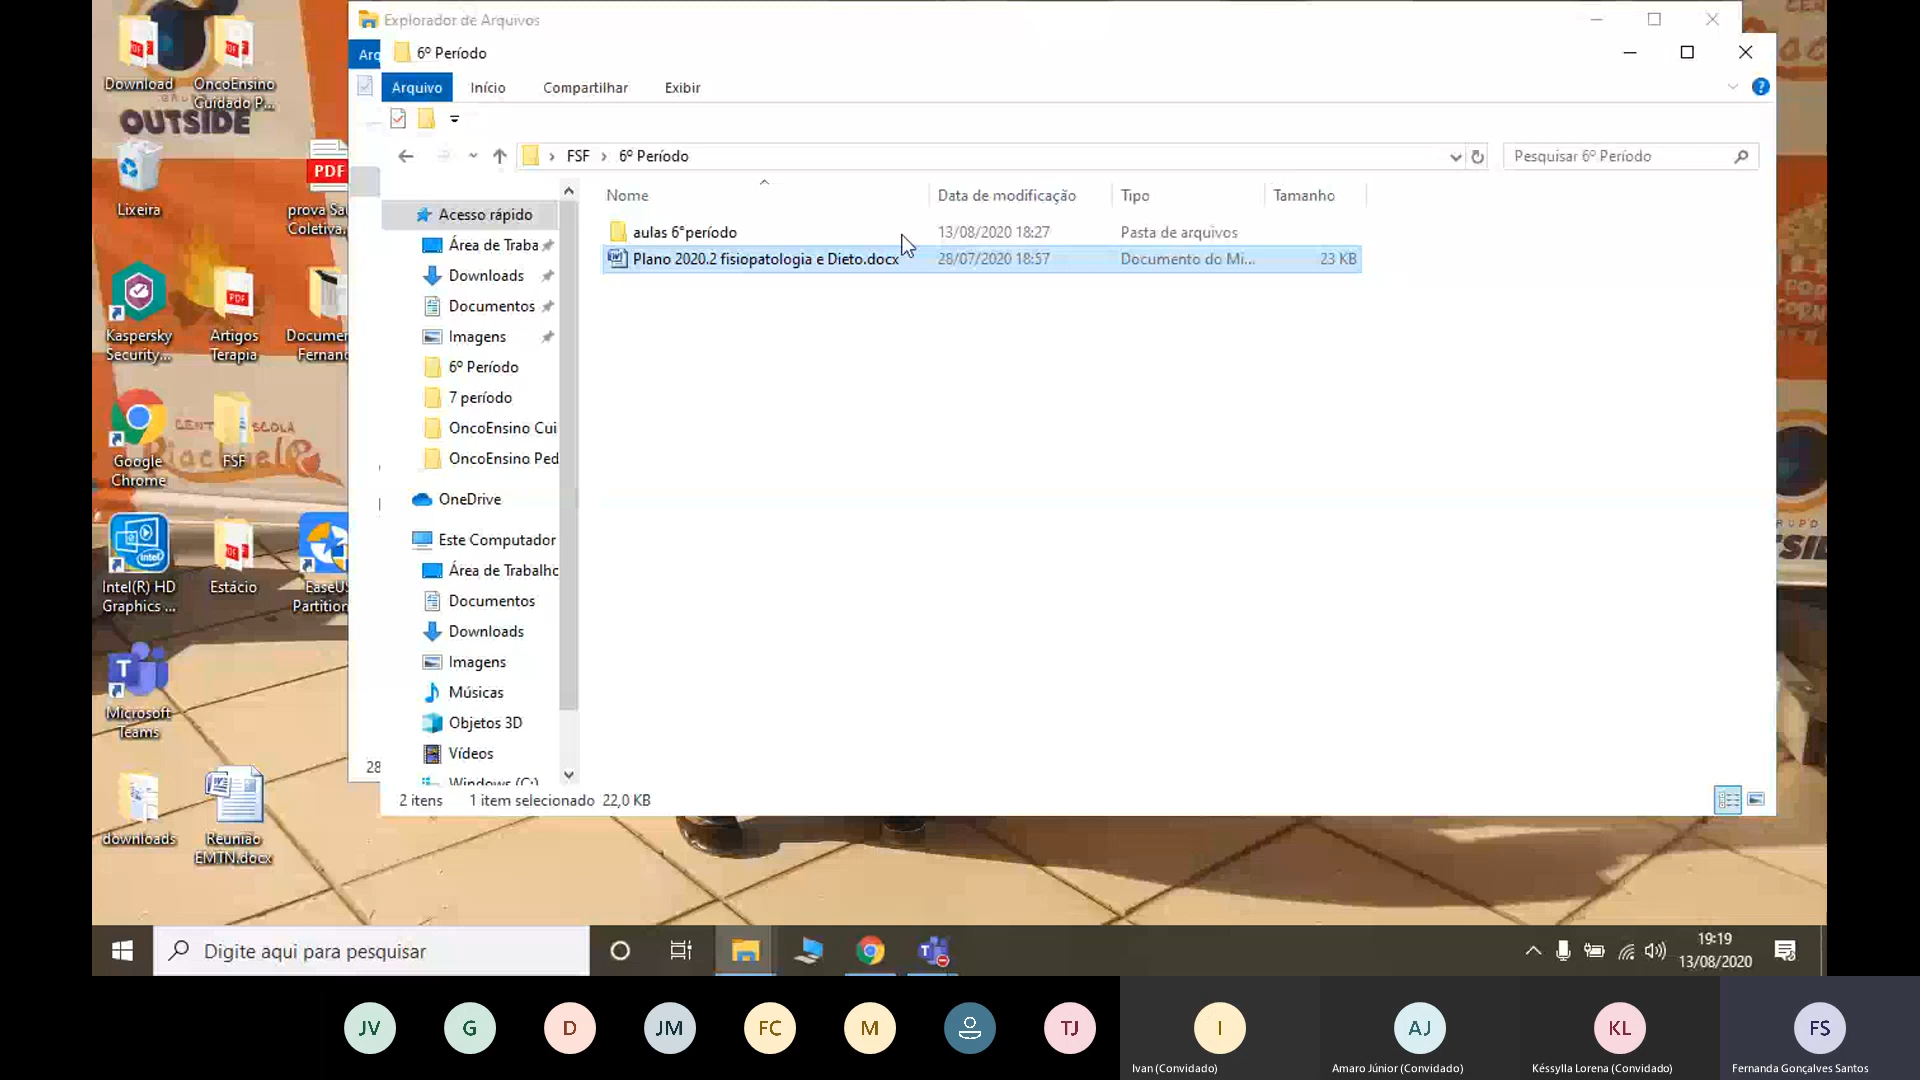 Explorador de Arquivos
6º Período
Arquivo
Início
Compartilhar
Exibir
FSF
6º Período
Pesquisar 6º Período
Nome
Data de modificação
Tipo
Tamanho
aulas 6°período
13/08/2020 18:27
Pasta de arquivos
Plano 2020.2 fisiopatologia e Dieto.docx
28/07/2020 18:57
Documento do Mi...
23 KB
Acesso rápido
Área de Traba
Downloads
Documentos
Imagens
6º Período
7 período
OncoEnsino Cui
OncoEnsino Ped
OneDrive
Este Computador
Área de Trabalho
Documentos
Downloads
Imagens
Músicas
Objetos 3D
Vídeos
Windows (C:)
28
2 itens
1 item selecionado 22,0 KB
Download
OncoEnsino
Cuidado P...
OUTSIDE
Lixeira
PDF
prova Sau
Coletiva.
Kaspersky
Security...
Artigos
Terapia
Documen
Fernand
Google
Chrome
FSF
Riachuelo
Intel(R) HD
Graphics ...
Estácio
EaseUS
Partition
Microsoft
Teams
downloads
Reunião
EMTN.docx
Digite aqui para pesquisar
19:19
13/08/2020
JV
G
D
JM
FC
M
TJ
I
AJ
KL
FS
Ivan (Convidado)
Amaro Júnior (Convidado)
Késsylla Lorena (Convidado)
Fernanda Gonçalves Santos